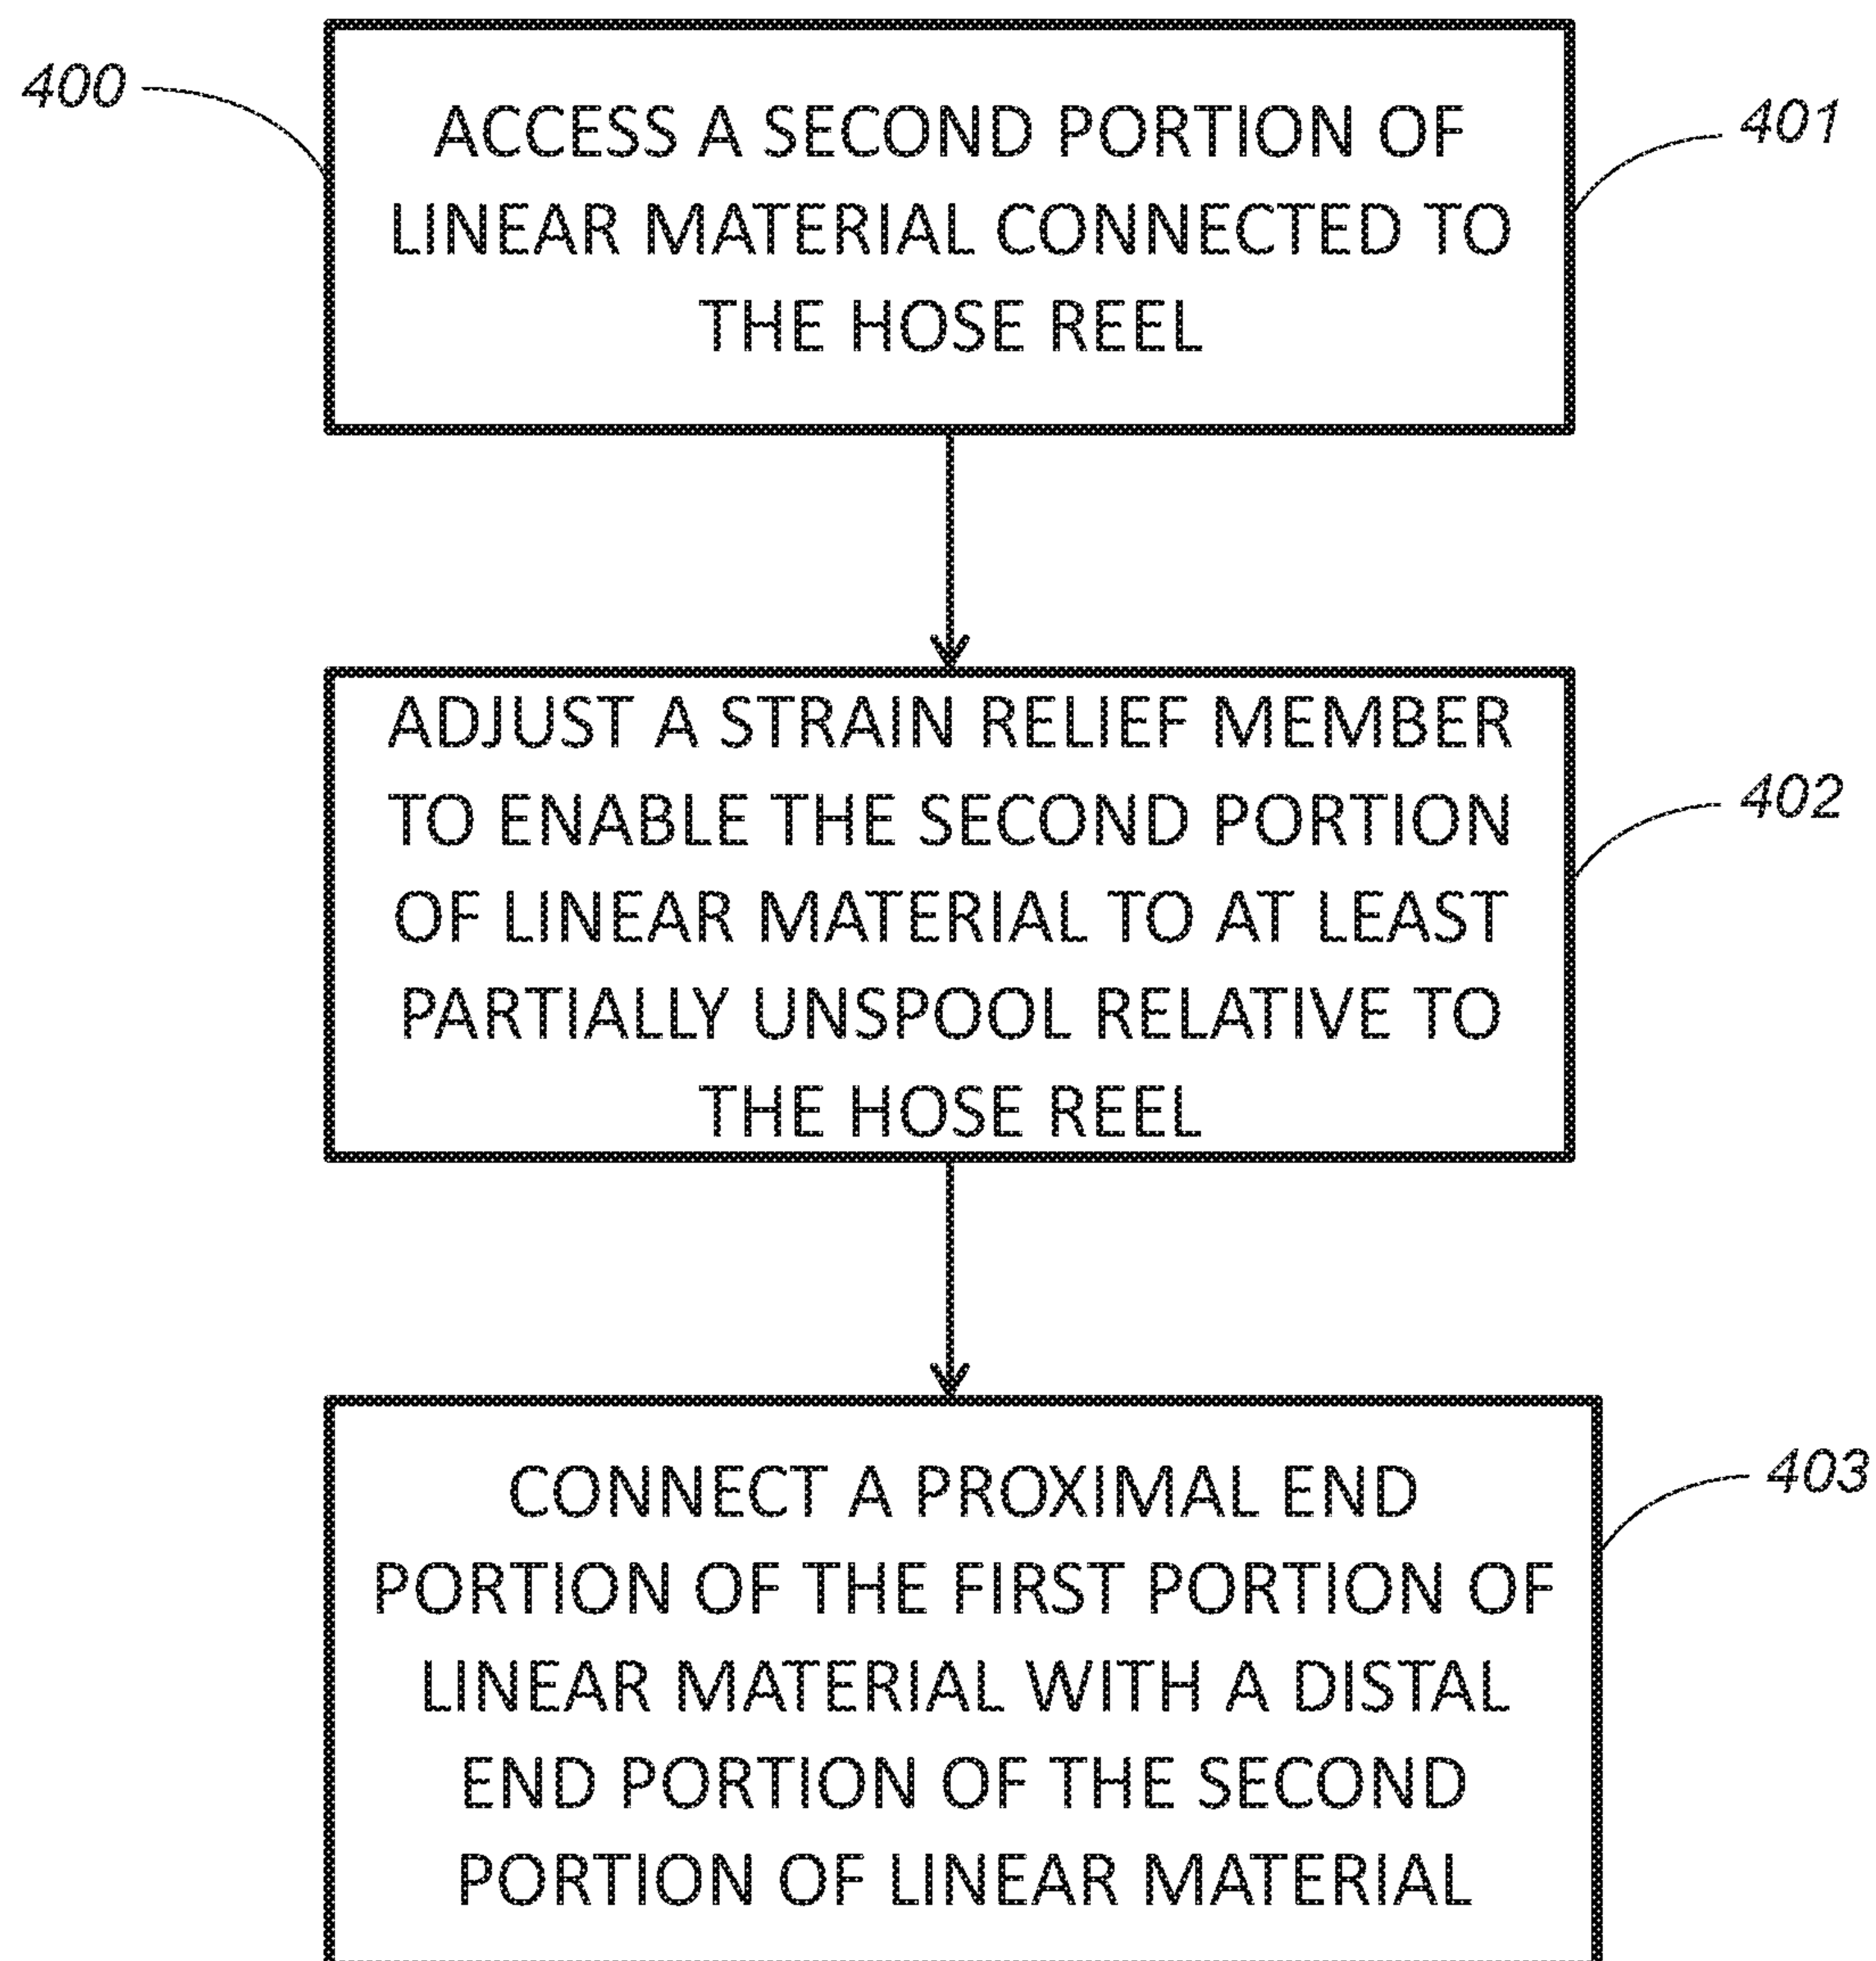 400
401
ACCESS A SECOND PORTION OF
LINEAR MATERIAL CONNECTED TO
THE HOSE REEL
402
ADJUST A STRAIN RELIEF MEMBER
TO ENABLE THE SECOND PORTION
OF LINEAR MATERIAL TO AT LEAST
PARTIALLY UNSPOOL RELATIVE TO
THE HOSE REEL
403
CONNECT A PROXIMAL END
PORTION OF THE FIRST PORTION OF
LINEAR MATERIAL WITH A DISTAL
END PORTION OF THE SECOND
PORTION OF LINEAR MATERIAL